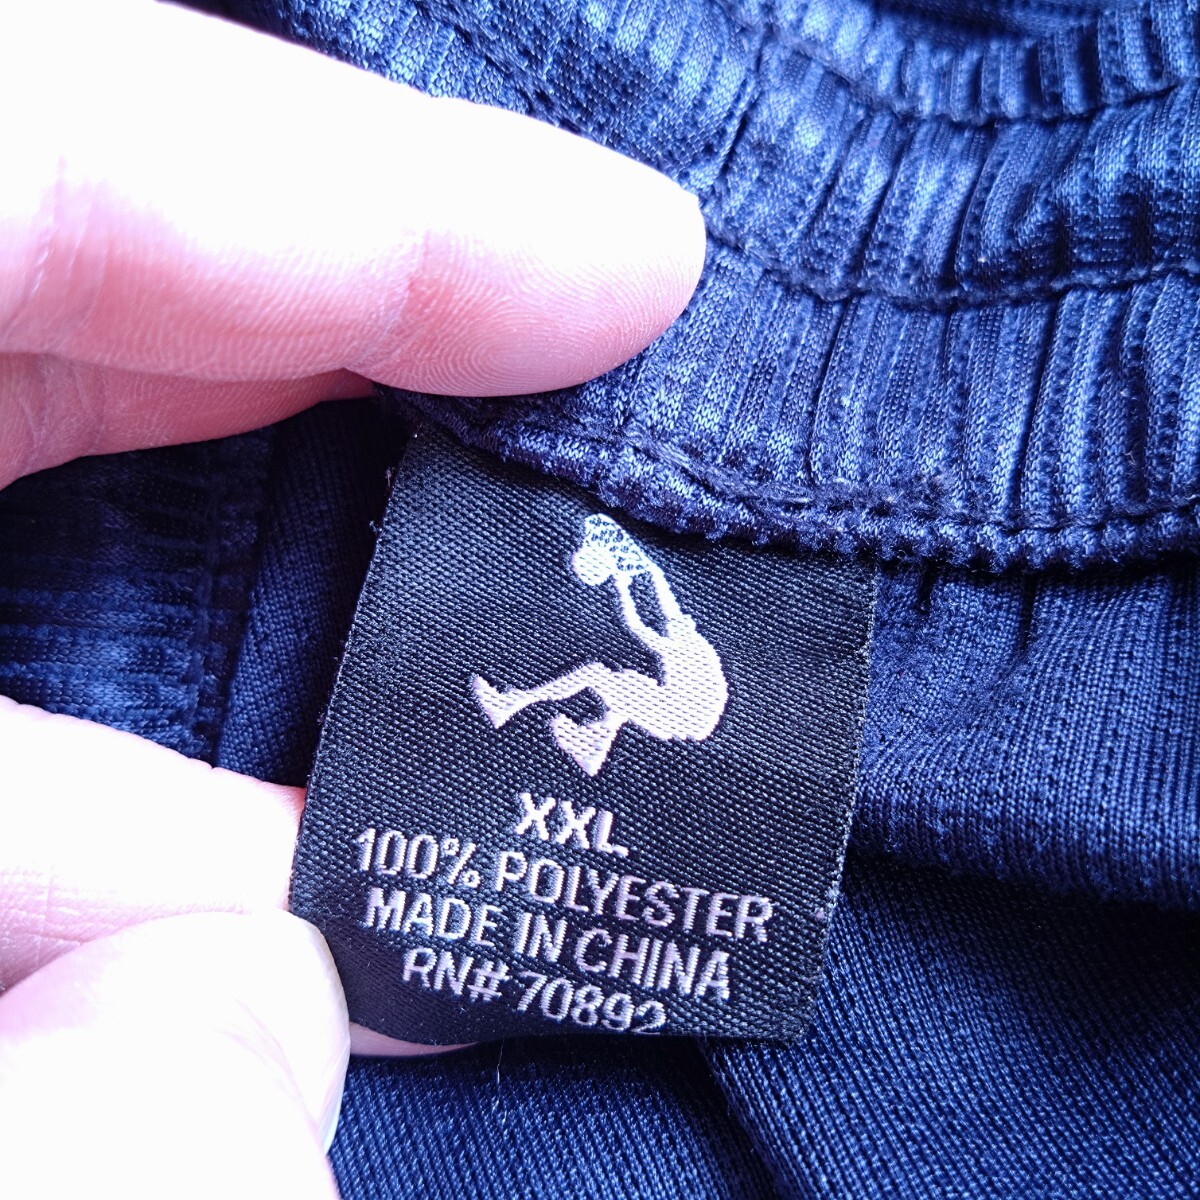 XXL
100% POLYESTER
MADE IN CHINA
RN# 70892